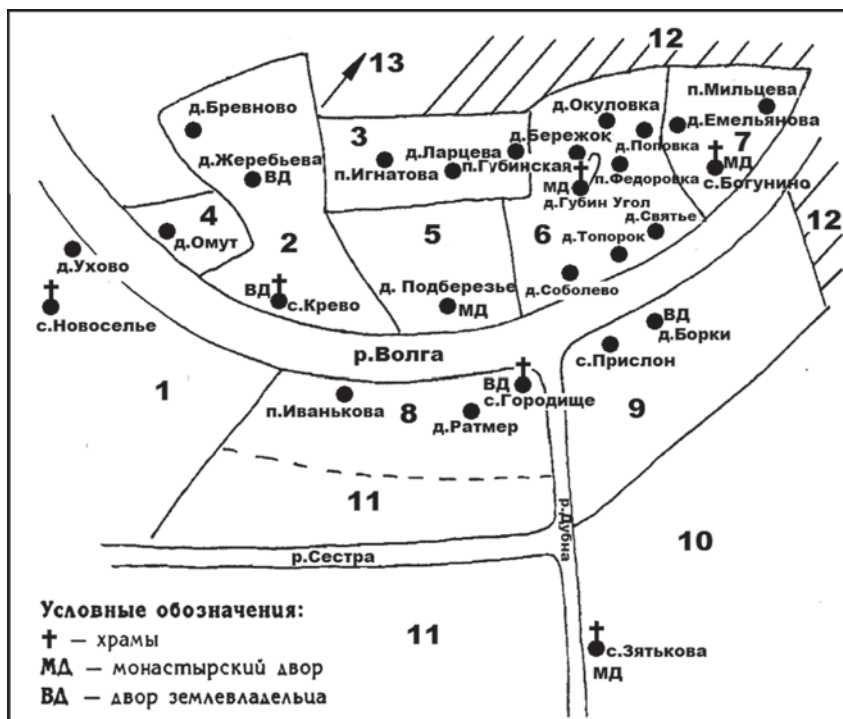 12
13
п.Мильцева
д.Бревново
д.Окуловка
д.Емельянова
3
д.Бережок
7
д.Поповка
д.Жеребьева
д.Ларцева
ВД
п.Игнатова
п.Губинская
МД
п.Федоровка
МД
с.Богунино
д.Губин Угол
4
д.Святье
12
д.Омут
2
5
6
д.Топорок
д.Ухово
д. Подберезье
д.Соболево
ВД
с.Крево
МД
ВД
с.Новоселье
д.Борки
р.Волга
с.Прислон
1
ВД
п.Иванькова
8
с.Городище
9
д.Ратмер
11
р.Дубна
р.Сестра
10
Условные обозначения:
✝ — храмы
МД — монастырский двор
ВД — двор землевладельца
11
с.Зятькова
МД